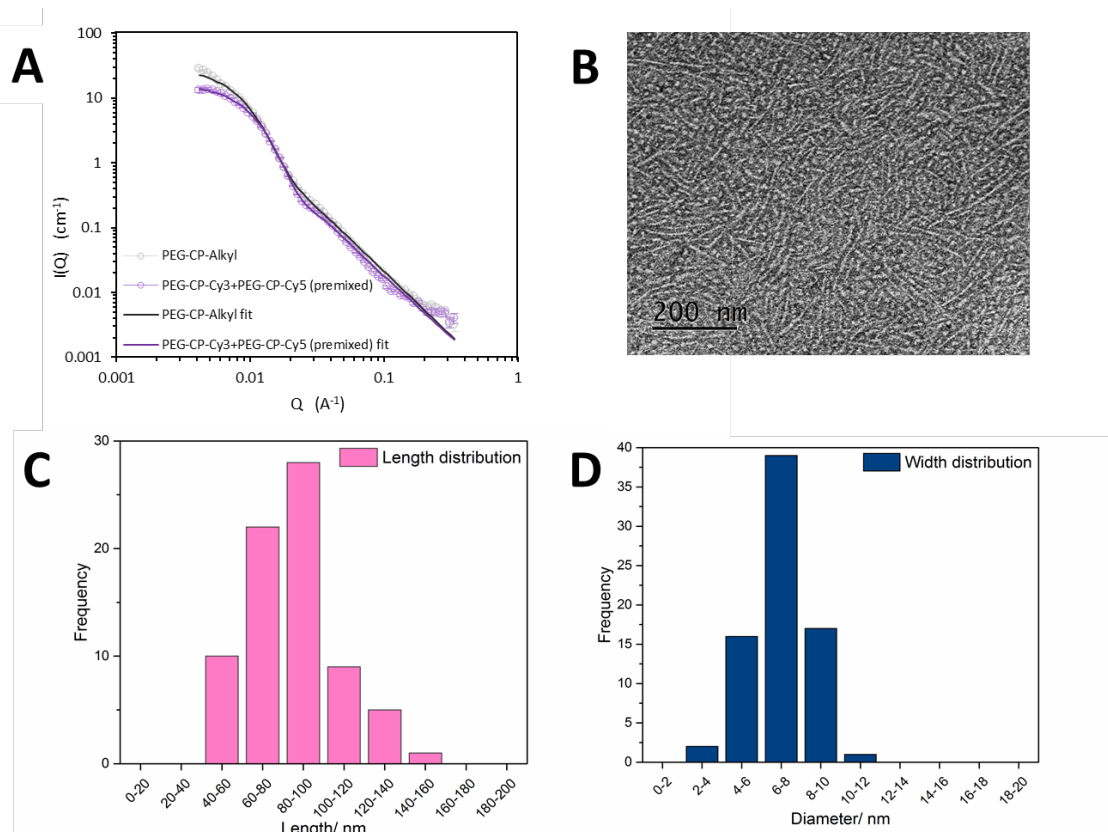 A
100
10
1
0.1
0.01
0.001
I(Q) (cm⁻¹)
PEG-CP-Alkyl
PEG-CP-Cy3+PEG-CP-Cy5 (premixed)
PEG-CP-Alkyl fit
PEG-CP-Cy3+PEG-CP-Cy5 (premixed) fit
0.001 0.01 0.1 1
Q (A⁻¹)
B
200 nm
C
Length distribution
30
20
10
0
Frequency
0-20 20-40 40-60 60-80 80-100 100-120 120-140 140-160 160-180 180-200
Length/ nm
D
Width distribution
40
35
30
25
20
15
10
5
0
Frequency
0-2 2-4 4-6 6-8 8-10 10-12 12-14 14-16 16-18 18-20
Diameter/ nm